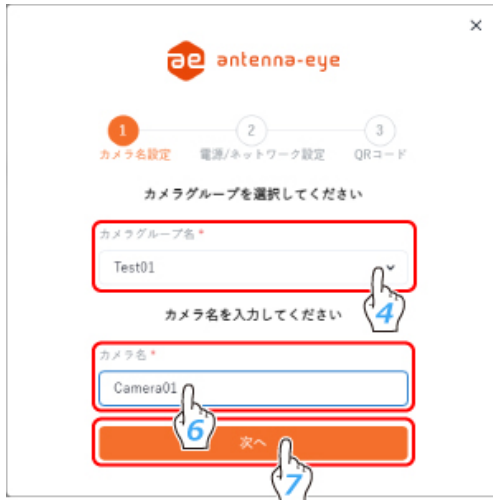 ×
ae antenna-eye
1 2 3
カメラ名設定 電源/ネットワーク設定 QRコード
カメラグループを選択してください
カメラグループ名 *
Test01
4
カメラ名を入力してください
カメラ名 *
Camera01
6
次へ
7